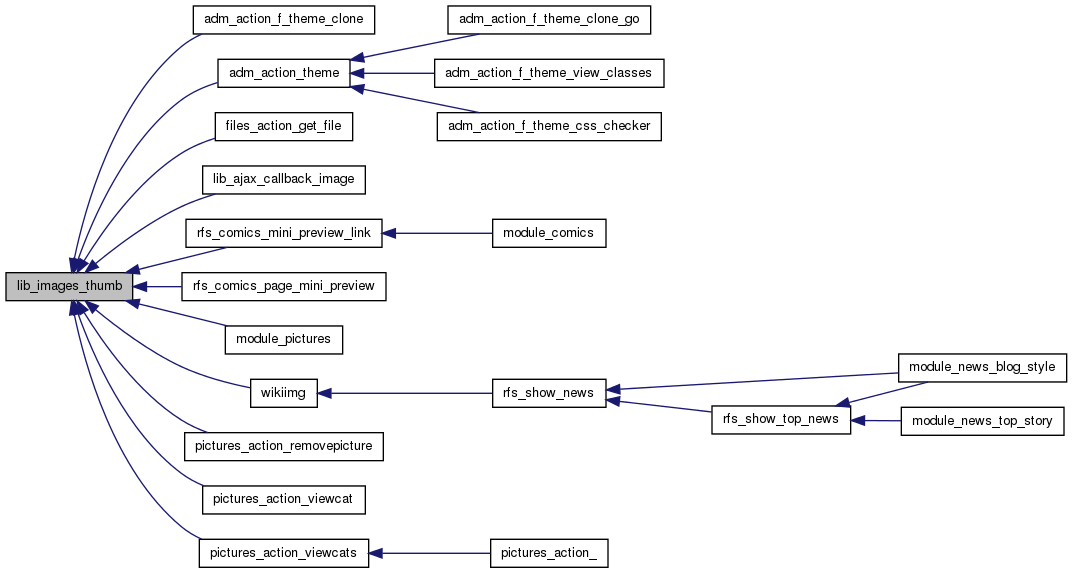 adm_action_f_theme_clone
adm_action_f_theme_clone_go
adm_action_theme
adm_action_f_theme_view_classes
files_action_get_file
adm_action_f_theme_css_checker
lib_ajax_callback_image
rfs_comics_mini_preview_link
module_comics
lib_images_thumb
rfs_comics_page_mini_preview
module_pictures
module_news_blog_style
wikiimg
rfs_show_news
rfs_show_top_news
module_news_top_story
pictures_action_removepicture
pictures_action_viewcat
pictures_action_viewcats
pictures_action_